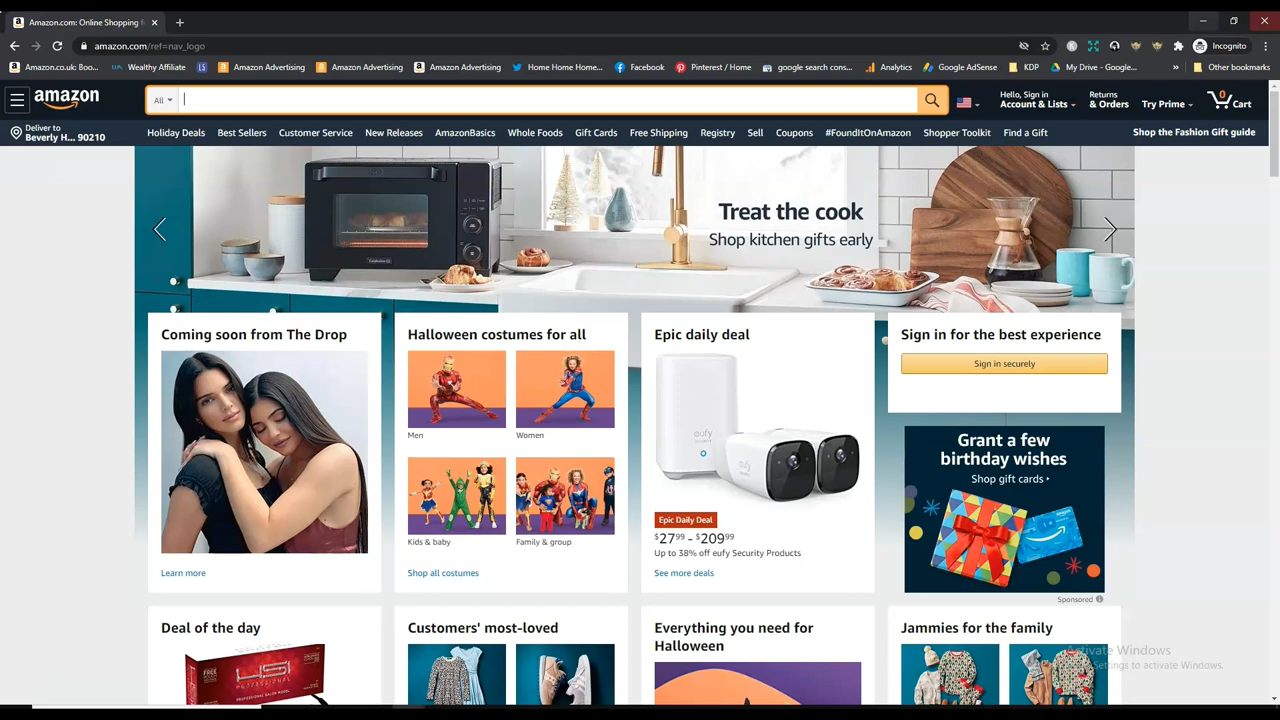 Amazon.com: Online Shopping f
amazon.com/ref=nav_logo
Incognito
Amazon.co.uk: Boo...
Wealthy Affiliate
Amazon Advertising
Amazon Advertising
Amazon Advertising
Home Home Home...
Facebook
Pinterest / Home
google search cons...
Analytics
Google AdSense
KDP
My Drive - Google...
»
Other bookmarks
amazon
All
Hello, Sign in
Account & Lists
Returns
& Orders
Try Prime
0
Cart
Deliver to
Beverly H... 90210
Holiday Deals
Best Sellers
Customer Service
New Releases
AmazonBasics
Whole Foods
Gift Cards
Free Shipping
Registry
Sell
Coupons
#FoundItOnAmazon
Shopper Toolkit
Find a Gift
Shop the Fashion Gift guide
Treat the cook
Shop kitchen gifts early
Coming soon from The Drop
Learn more
Halloween costumes for all
Men
Women
Kids & baby
Family & group
Shop all costumes
Epic daily deal
eufy
eufy
Epic Daily Deal
$27.99 - $209.99
Up to 38% off eufy Security Products
See more deals
Sign in for the best experience
Sign in securely
Grant a few
birthday wishes
Shop gift cards
Sponsored
Deal of the day
HSI
PROFESSIONAL
Customers' most-loved
Everything you need for
Halloween
Jammies for the family
Activate Windows
Settings to activate Windows.